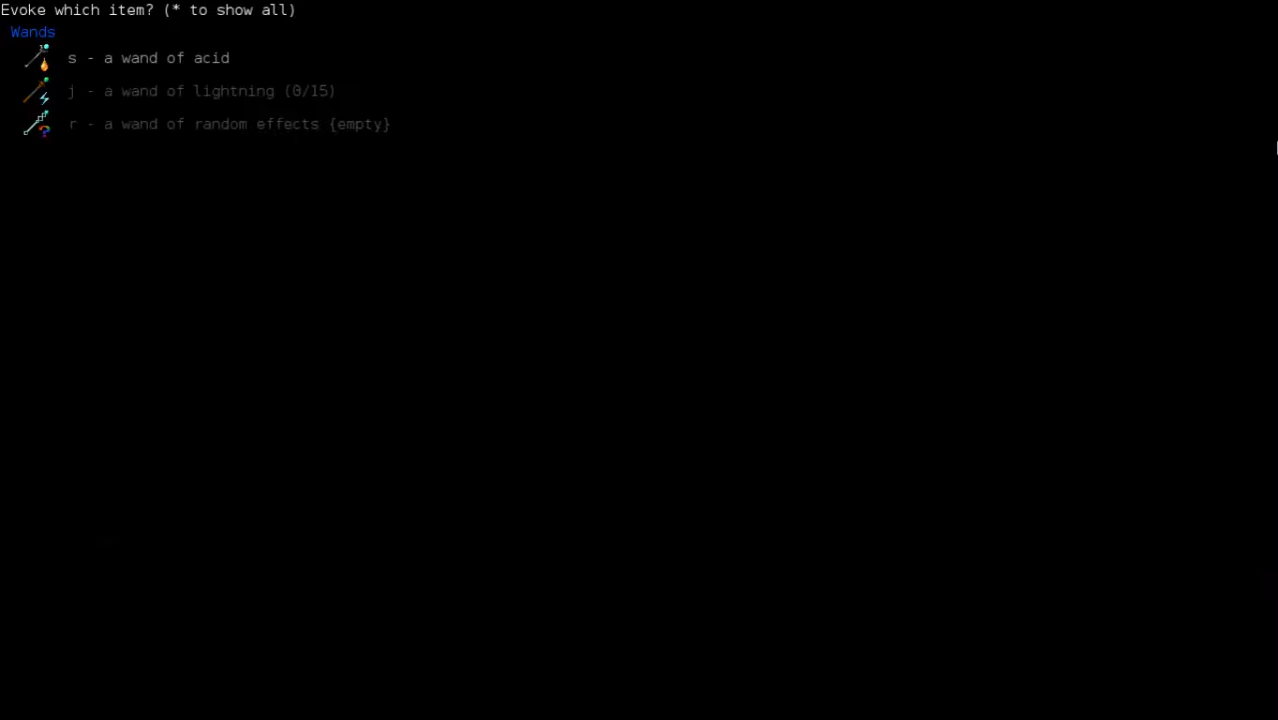 Evoke which item? (* to show all)
Wands
s - a wand of acid
j - a wand of lightning (0/15)
r - a wand of random effects {empty}